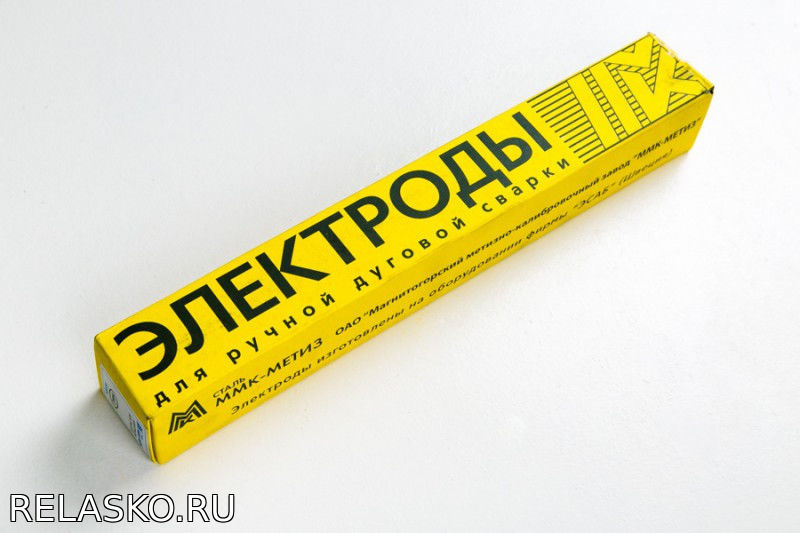 ЭЛЕКТРОДЫ
для ручной дуговой сварки
СТАЛЬ
ММК-МЕТИЗ ОАО "Магнитогорский метизно-калибровочный завод "ММК-МЕТИЗ"
Электроды изготовлены на оборудовании фирмы "ЭСАБ" (Швеция)
RELASKO.RU